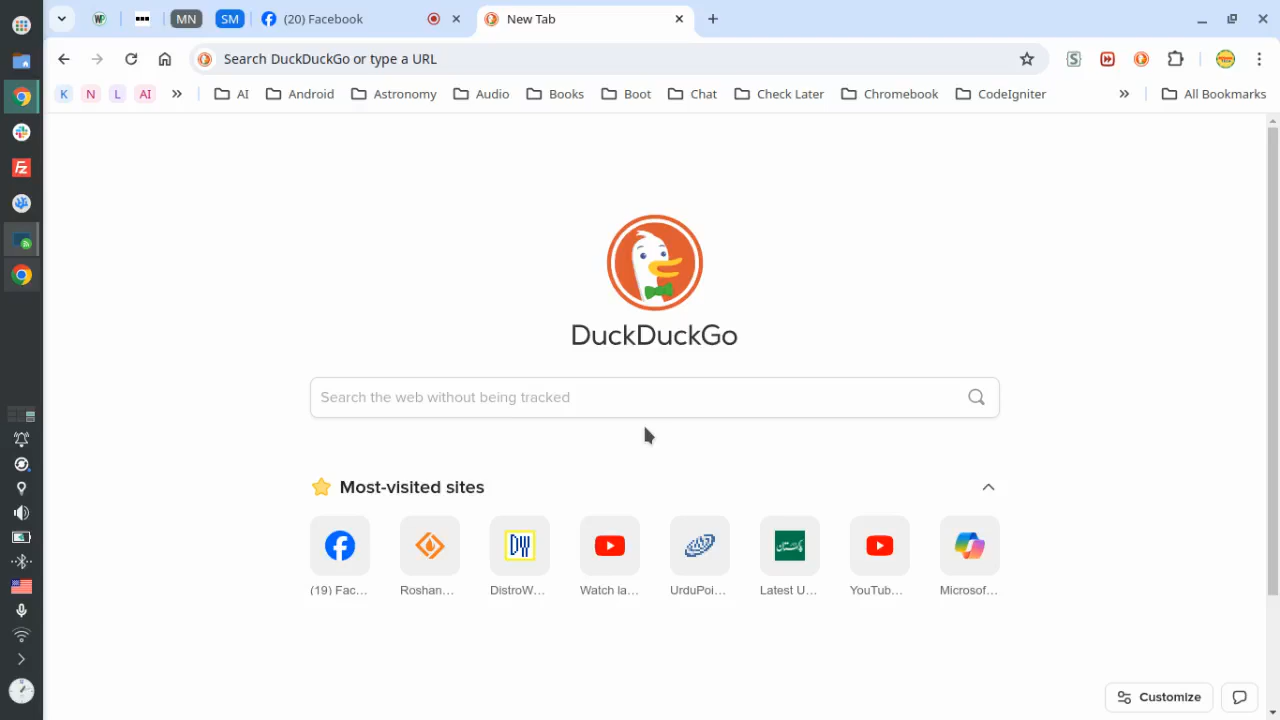 MN SM (20) Facebook New Tab
Search DuckDuckGo or type a URL
K N L AI » AI Android Astronomy Audio Books Boot Chat Check Later Chromebook CodeIgniter » All Bookmarks
DuckDuckGo
Search the web without being tracked
Most-visited sites
(19) Fac... Roshan... DistroW... Watch la... UrduPoi... Latest U... YouTub... Microsof...
Customize